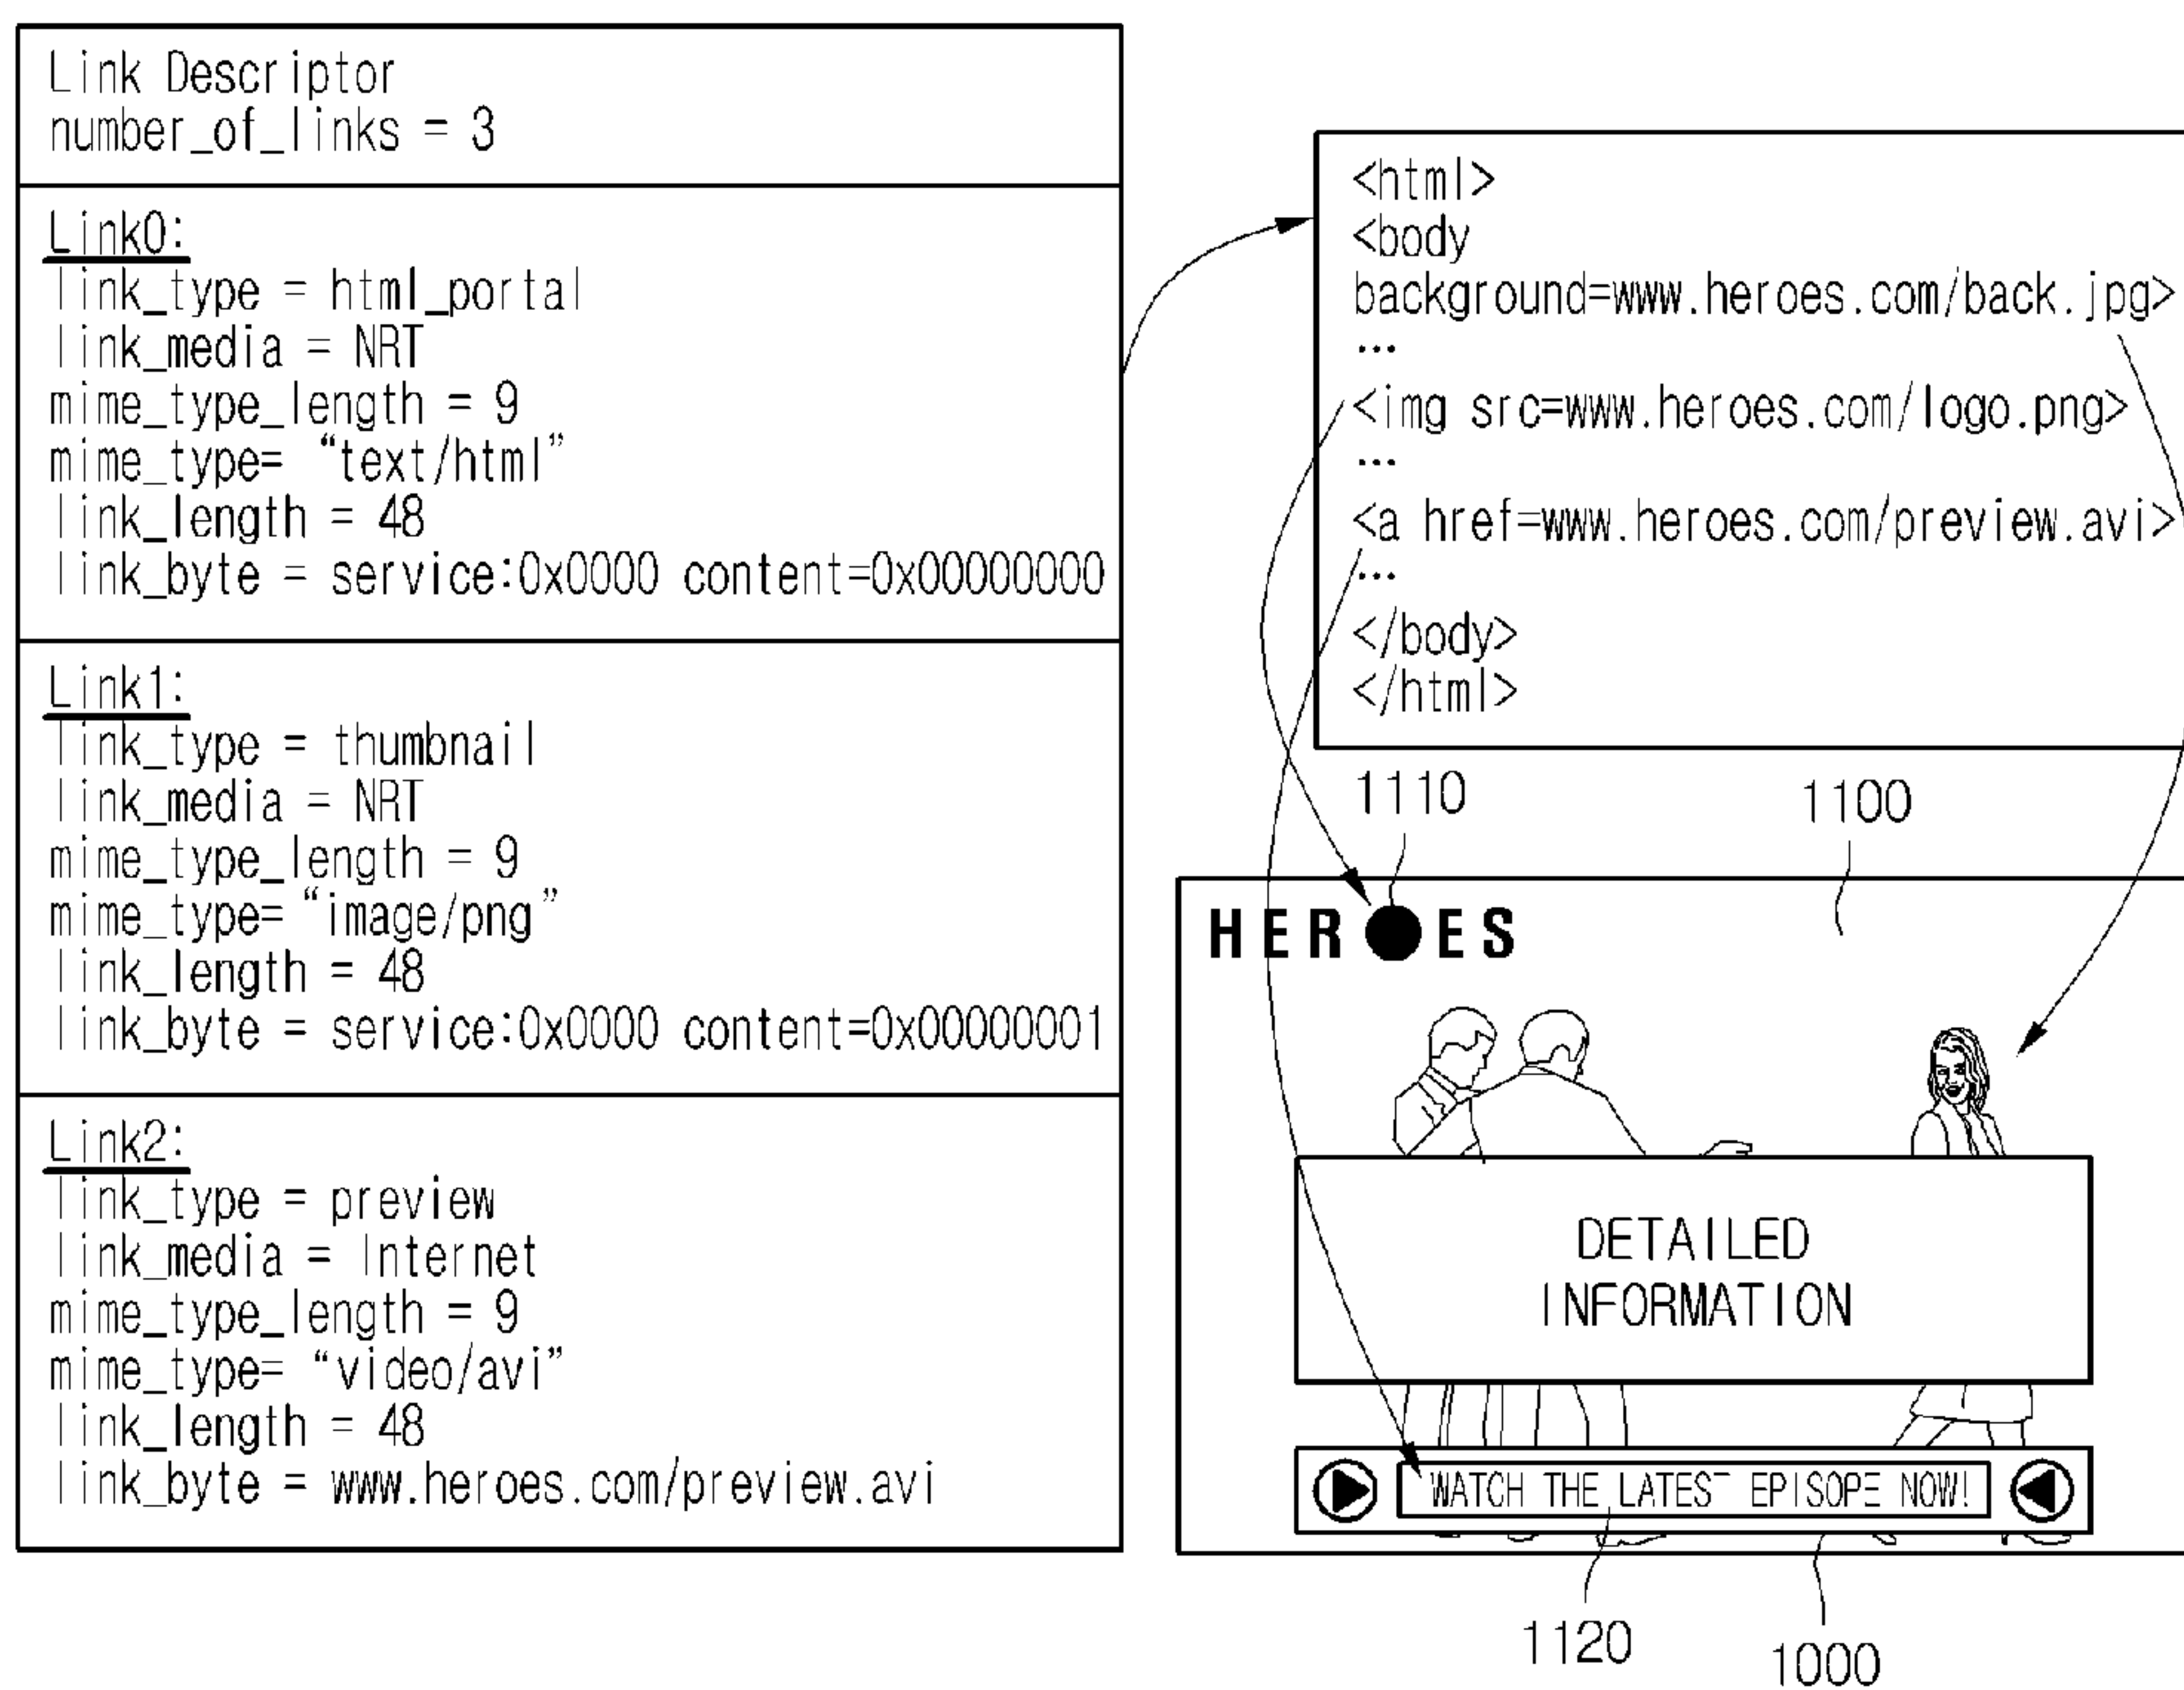 Link Descriptor
number_of_links = 3
Link0:
link_type = html_portal
link_media = NRT
mime_type_length = 9
mime_type= “text/html”
link_length = 48
link_byte = service:0x0000 content=0x00000000
Link1:
link_type = thumbnail
link_media = NRT
mime_type_length = 9
mime_type= “image/png”
link_length = 48
link_byte = service:0x0000 content=0x00000001
Link2:
link_type = preview
link_media = Internet
mime_type_length = 9
mime_type= “video/avi”
link_length = 48
link_byte = www.heroes.com/preview.avi
<html>
<body
background=www.heroes.com/back.jpg>
...
<img src=www.heroes.com/logo.png>
...
<a href=www.heroes.com/preview.avi>
...
</body>
</html>
1110
1100
HER●ES
DETAILED
INFORMATION
WATCH THE LATEST EPISOPE NOW!
1120
1000